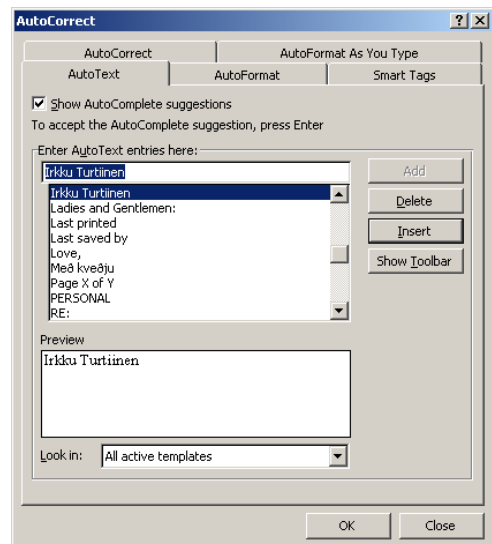 AutoCorrect
AutoCorrect
AutoFormat As You Type
AutoText
AutoFormat
Smart Tags
Show AutoComplete suggestions
To accept the AutoComplete suggestion, press Enter
Enter AutoText entries here:
Irkku Turtiinen
Add
Irkku Turtiinen
Ladies and Gentlemen:
Last printed
Last saved by
Love,
Með kveðju
Page X of Y
PERSONAL
RE:
Delete
Insert
Show Toolbar
Preview
Irkku Turtiinen
Look in:
All active templates
OK
Close